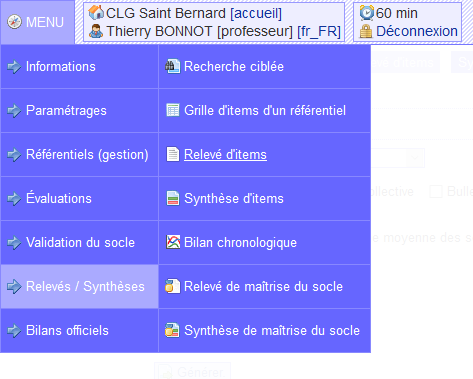 MENU
CLG Saint Bernard [accueil]
Thierry BONNOT [professeur] [fr_FR]
60 min
Déconnexion
Informations
Paramétrages
Référentiels (gestion)
Évaluations
Validation du socle
Relevés / Synthèses
Bilans officiels
Recherche ciblée
Grille d'items d'un référentiel
Relevé d'items
Synthèse d'items
Bilan chronologique
Relevé de maîtrise du socle
Synthèse de maîtrise du socle
Bull
moyenne des s
Générer